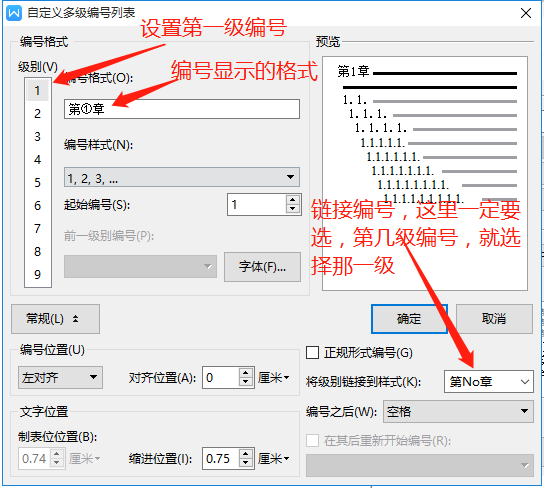 自定义多级编号列表
设置第一级编号
编号格式
级别(V)
编号格式(O):
编号显示的格式
第①章
编号样式(N):
1, 2, 3, ...
起始编号(S):
1
前一级别编号(P):
字体(F)...
1
2
3
4
5
6
7
8
9
预览
第1章
1. 1.
1. 1. 1.
1. 1. 1. 1.
1.1.1.1.1.
1.1.1.1.1.1.
1.1.1.1.1.1.1.
1.1.1.1.1.1.1.1.
1.1.1.1.1.1.1.1.1.
链接编号，这里一定要
选，第几级编号，就选
择那一级
常规(L)
确定
取消
编号位置(U)
左对齐
对齐位置(A):
0
厘米
正规形式编号(G)
将级别链接到样式(K):
第No章
文字位置
编号之后(W):
空格
制表位位置(B):
0.74
厘米
缩进位置(I):
0.75
厘米
在其后重新开始编号(R):